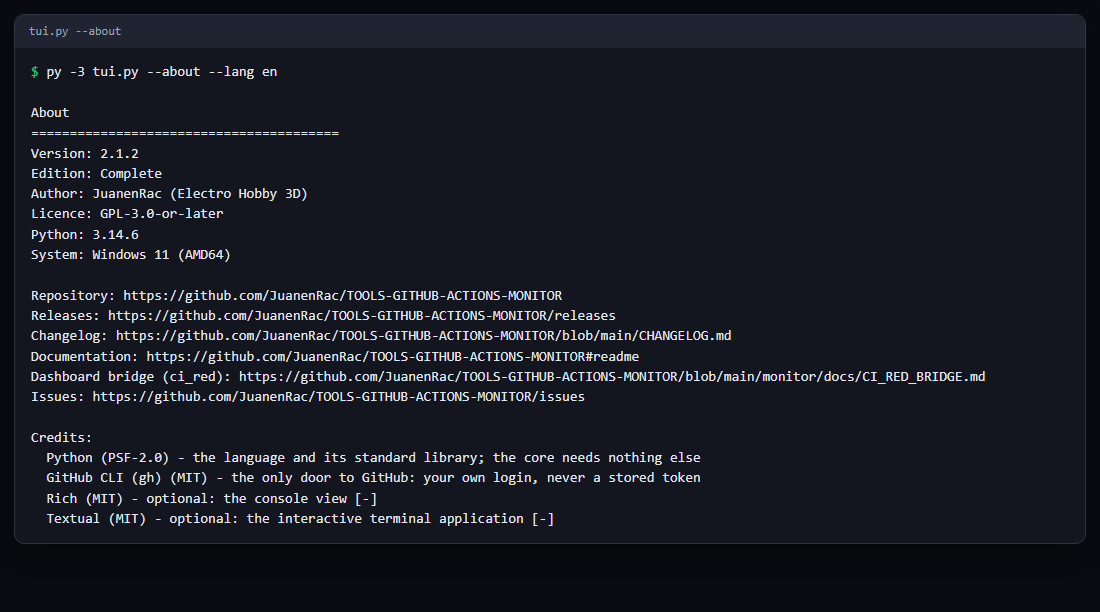 tui.py --about
$ py -3 tui.py --about --lang en
About
========================================
Version: 2.1.2
Edition: Complete
Author: JuanenRac (Electro Hobby 3D)
Licence: GPL-3.0-or-later
Python: 3.14.6
System: Windows 11 (AMD64)
Repository: https://github.com/JuanenRac/TOOLS-GITHUB-ACTIONS-MONITOR
Releases: https://github.com/JuanenRac/TOOLS-GITHUB-ACTIONS-MONITOR/releases
Changelog: https://github.com/JuanenRac/TOOLS-GITHUB-ACTIONS-MONITOR/blob/main/CHANGELOG.md
Documentation: https://github.com/JuanenRac/TOOLS-GITHUB-ACTIONS-MONITOR#readme
Dashboard bridge (ci_red): https://github.com/JuanenRac/TOOLS-GITHUB-ACTIONS-MONITOR/blob/main/monitor/docs/CI_RED_BRIDGE.md
Issues: https://github.com/JuanenRac/TOOLS-GITHUB-ACTIONS-MONITOR/issues
Credits:
  Python (PSF-2.0) - the language and its standard library; the core needs nothing else
  GitHub CLI (gh) (MIT) - the only door to GitHub: your own login, never a stored token
  Rich (MIT) - optional: the console view [-]
  Textual (MIT) - optional: the interactive terminal application [-]